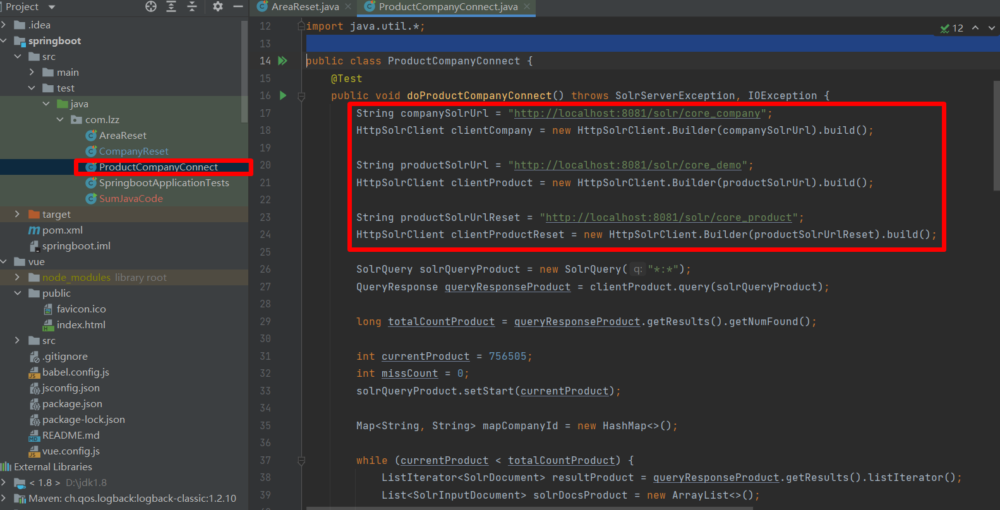 Project
AreaReset.java
ProductCompanyConnect.java
.idea
springboot
src
main
test
java
com.lzz
AreaReset
CompanyReset
ProductCompanyConnect
SpringbootApplicationTests
SumJavaCode
target
pom.xml
springboot.iml
vue
node_modules library root
public
favicon.ico
index.html
src
.gitignore
babel.config.js
jsconfig.json
package.json
package-lock.json
README.md
vue.config.js
External Libraries
< 1.8 > D:\jdk1.8
Maven: ch.qos.logback:logback-classic:1.2.10
12
12 import java.util.*;
13
14 public class ProductCompanyConnect {
15 @Test
16 public void doProductCompanyConnect() throws SolrServerException, IOException {
17 String companySolrUrl = "http://localhost:8081/solr/core_company";
18 HttpSolrClient clientCompany = new HttpSolrClient.Builder(companySolrUrl).build();
19
20 String productSolrUrl = "http://localhost:8081/solr/core_demo";
21 HttpSolrClient clientProduct = new HttpSolrClient.Builder(productSolrUrl).build();
22
23 String productSolrUrlReset = "http://localhost:8081/solr/core_product";
24 HttpSolrClient clientProductReset = new HttpSolrClient.Builder(productSolrUrlReset).build();
25
26 SolrQuery solrQueryProduct = new SolrQuery( q: "*:*");
27 QueryResponse queryResponseProduct = clientProduct.query(solrQueryProduct);
28
29 long totalCountProduct = queryResponseProduct.getResults().getNumFound();
30
31 int currentProduct = 756505;
32 int missCount = 0;
33 solrQueryProduct.setStart(currentProduct);
34
35 Map<String, String> mapCompanyId = new HashMap<>();
36
37 while (currentProduct < totalCountProduct) {
38 ListIterator<SolrDocument> resultProduct = queryResponseProduct.getResults().listIterator();
39 List<SolrInputDocument> solrDocsProduct = new ArrayList<>();